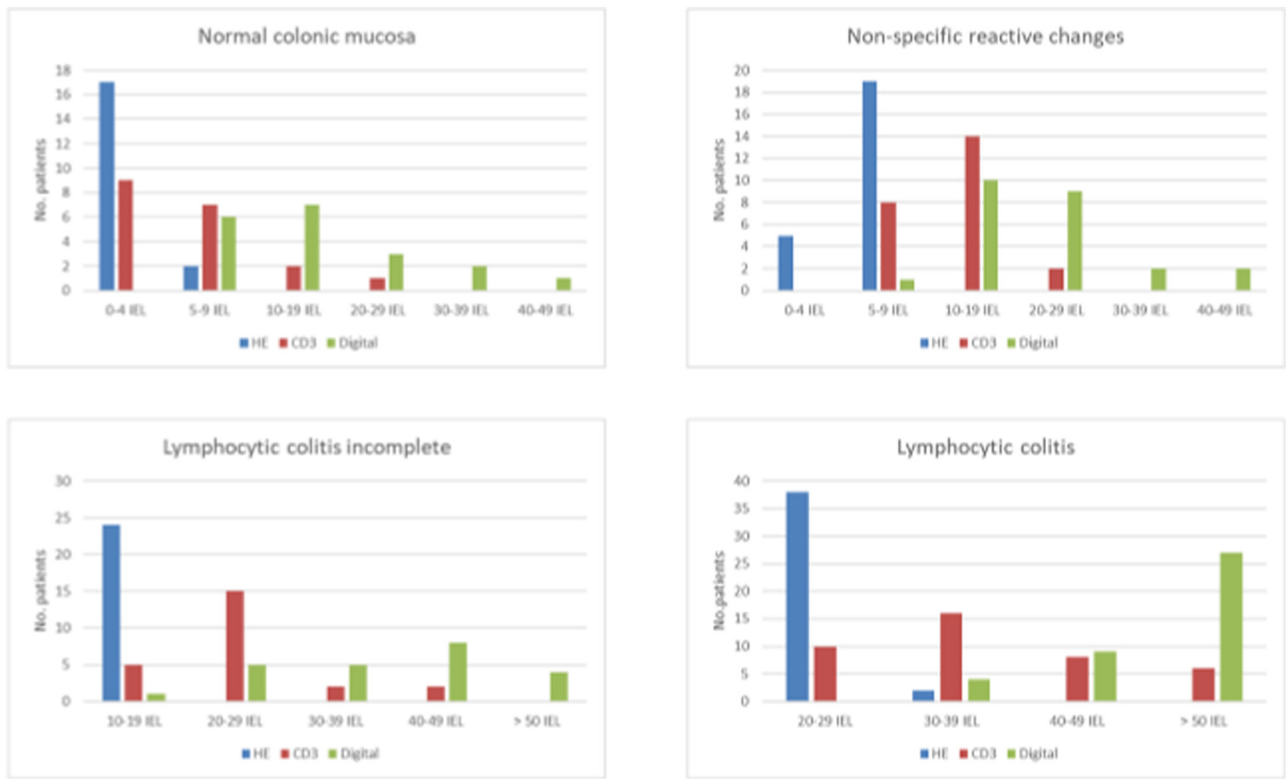 Normal colonic mucosa
No. patients
18
16
14
12
10
8
6
4
2
0
0-4 IEL 5-9 IEL 10-19 IEL 20-29 IEL 30-39 IEL 40-49 IEL
HE CD3 Digital
Non-specific reactive changes
No. patients
20
18
16
14
12
10
8
6
4
2
0
0-4 IEL 5-9 IEL 10-19 IEL 20-29 IEL 30-39 IEL 40-49 IEL
HE CD3 Digital
Lymphocytic colitis incomplete
No. patients
30
25
20
15
10
5
0
10-19 IEL 20-29 IEL 30-39 IEL 40-49 IEL > 50 IEL
HE CD3 Digital
Lymphocytic colitis
No.patients
40
35
30
25
20
15
10
5
0
20-29 IEL 30-39 IEL 40-49 IEL > 50 IEL
HE CD3 Digital